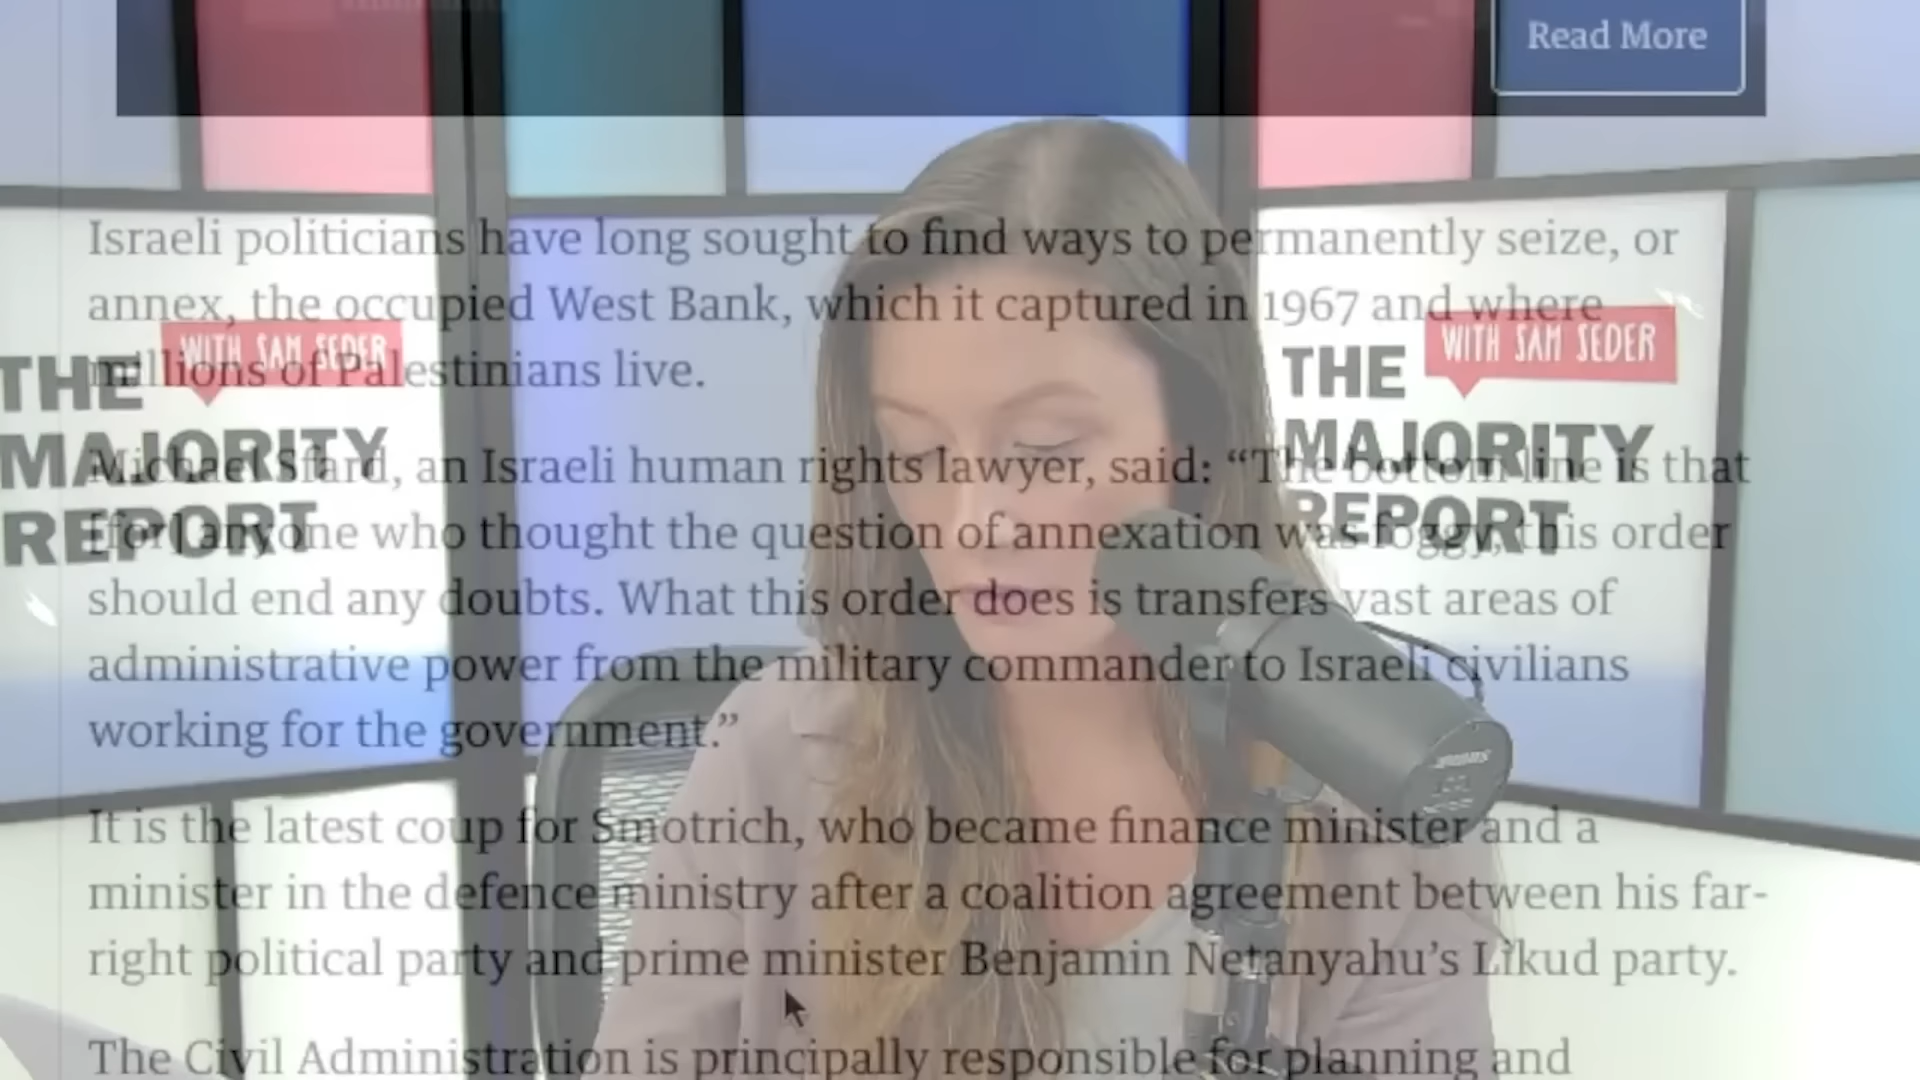 Read More
Israeli politicians have long sought to find ways to permanently seize, or
annex, the occupied West Bank, which it captured in 1967 and where
millions of Palestinians live.
WITH SAM SEDER
THE
MAJORITY
REPORT
WITH SAM SEDER
THE
MAJORITY
REPORT
Michael Sfard, an Israeli human rights lawyer, said: “The bottom line is that
[for] anyone who thought the question of annexation was foggy, this order
should end any doubts. What this order does is transfers vast areas of
administrative power from the military commander to Israeli civilians
working for the government.”
It is the latest coup for Smotrich, who became finance minister and a
minister in the defence ministry after a coalition agreement between his far-
right political party and prime minister Benjamin Netanyahu’s Likud party.
The Civil Administration is principally responsible for planning and